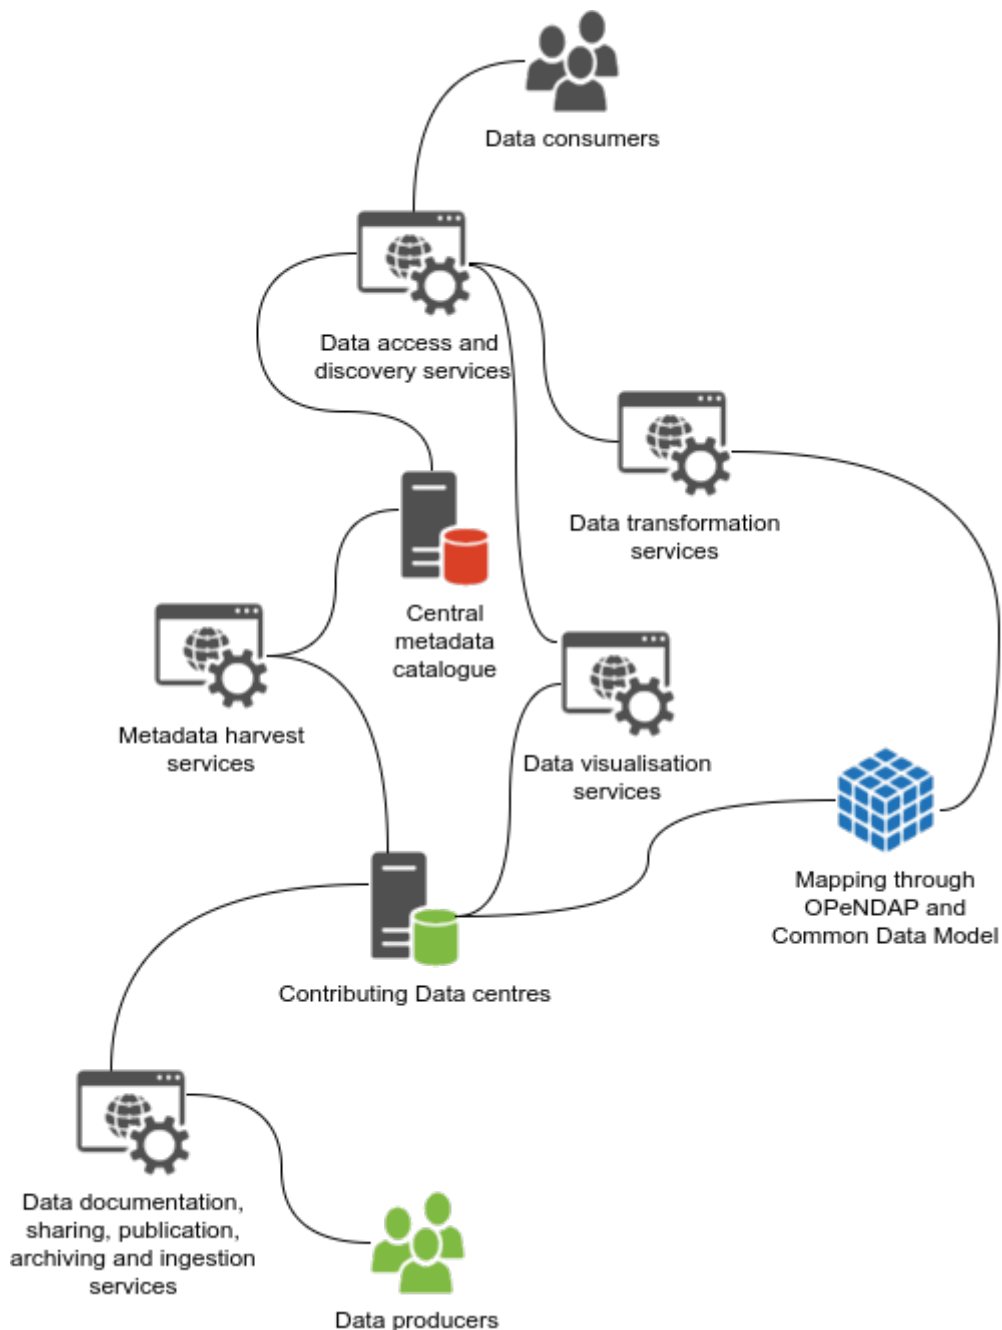 Data consumers
Data access and
discovery services
Data transformation
services
Central
metadata
catalogue
Metadata harvest
services
Data visualisation
services
Mapping through
OPeNDAP and
Common Data Model
Contributing Data centres
Data documentation,
sharing, publication,
archiving and ingestion
services
Data producers